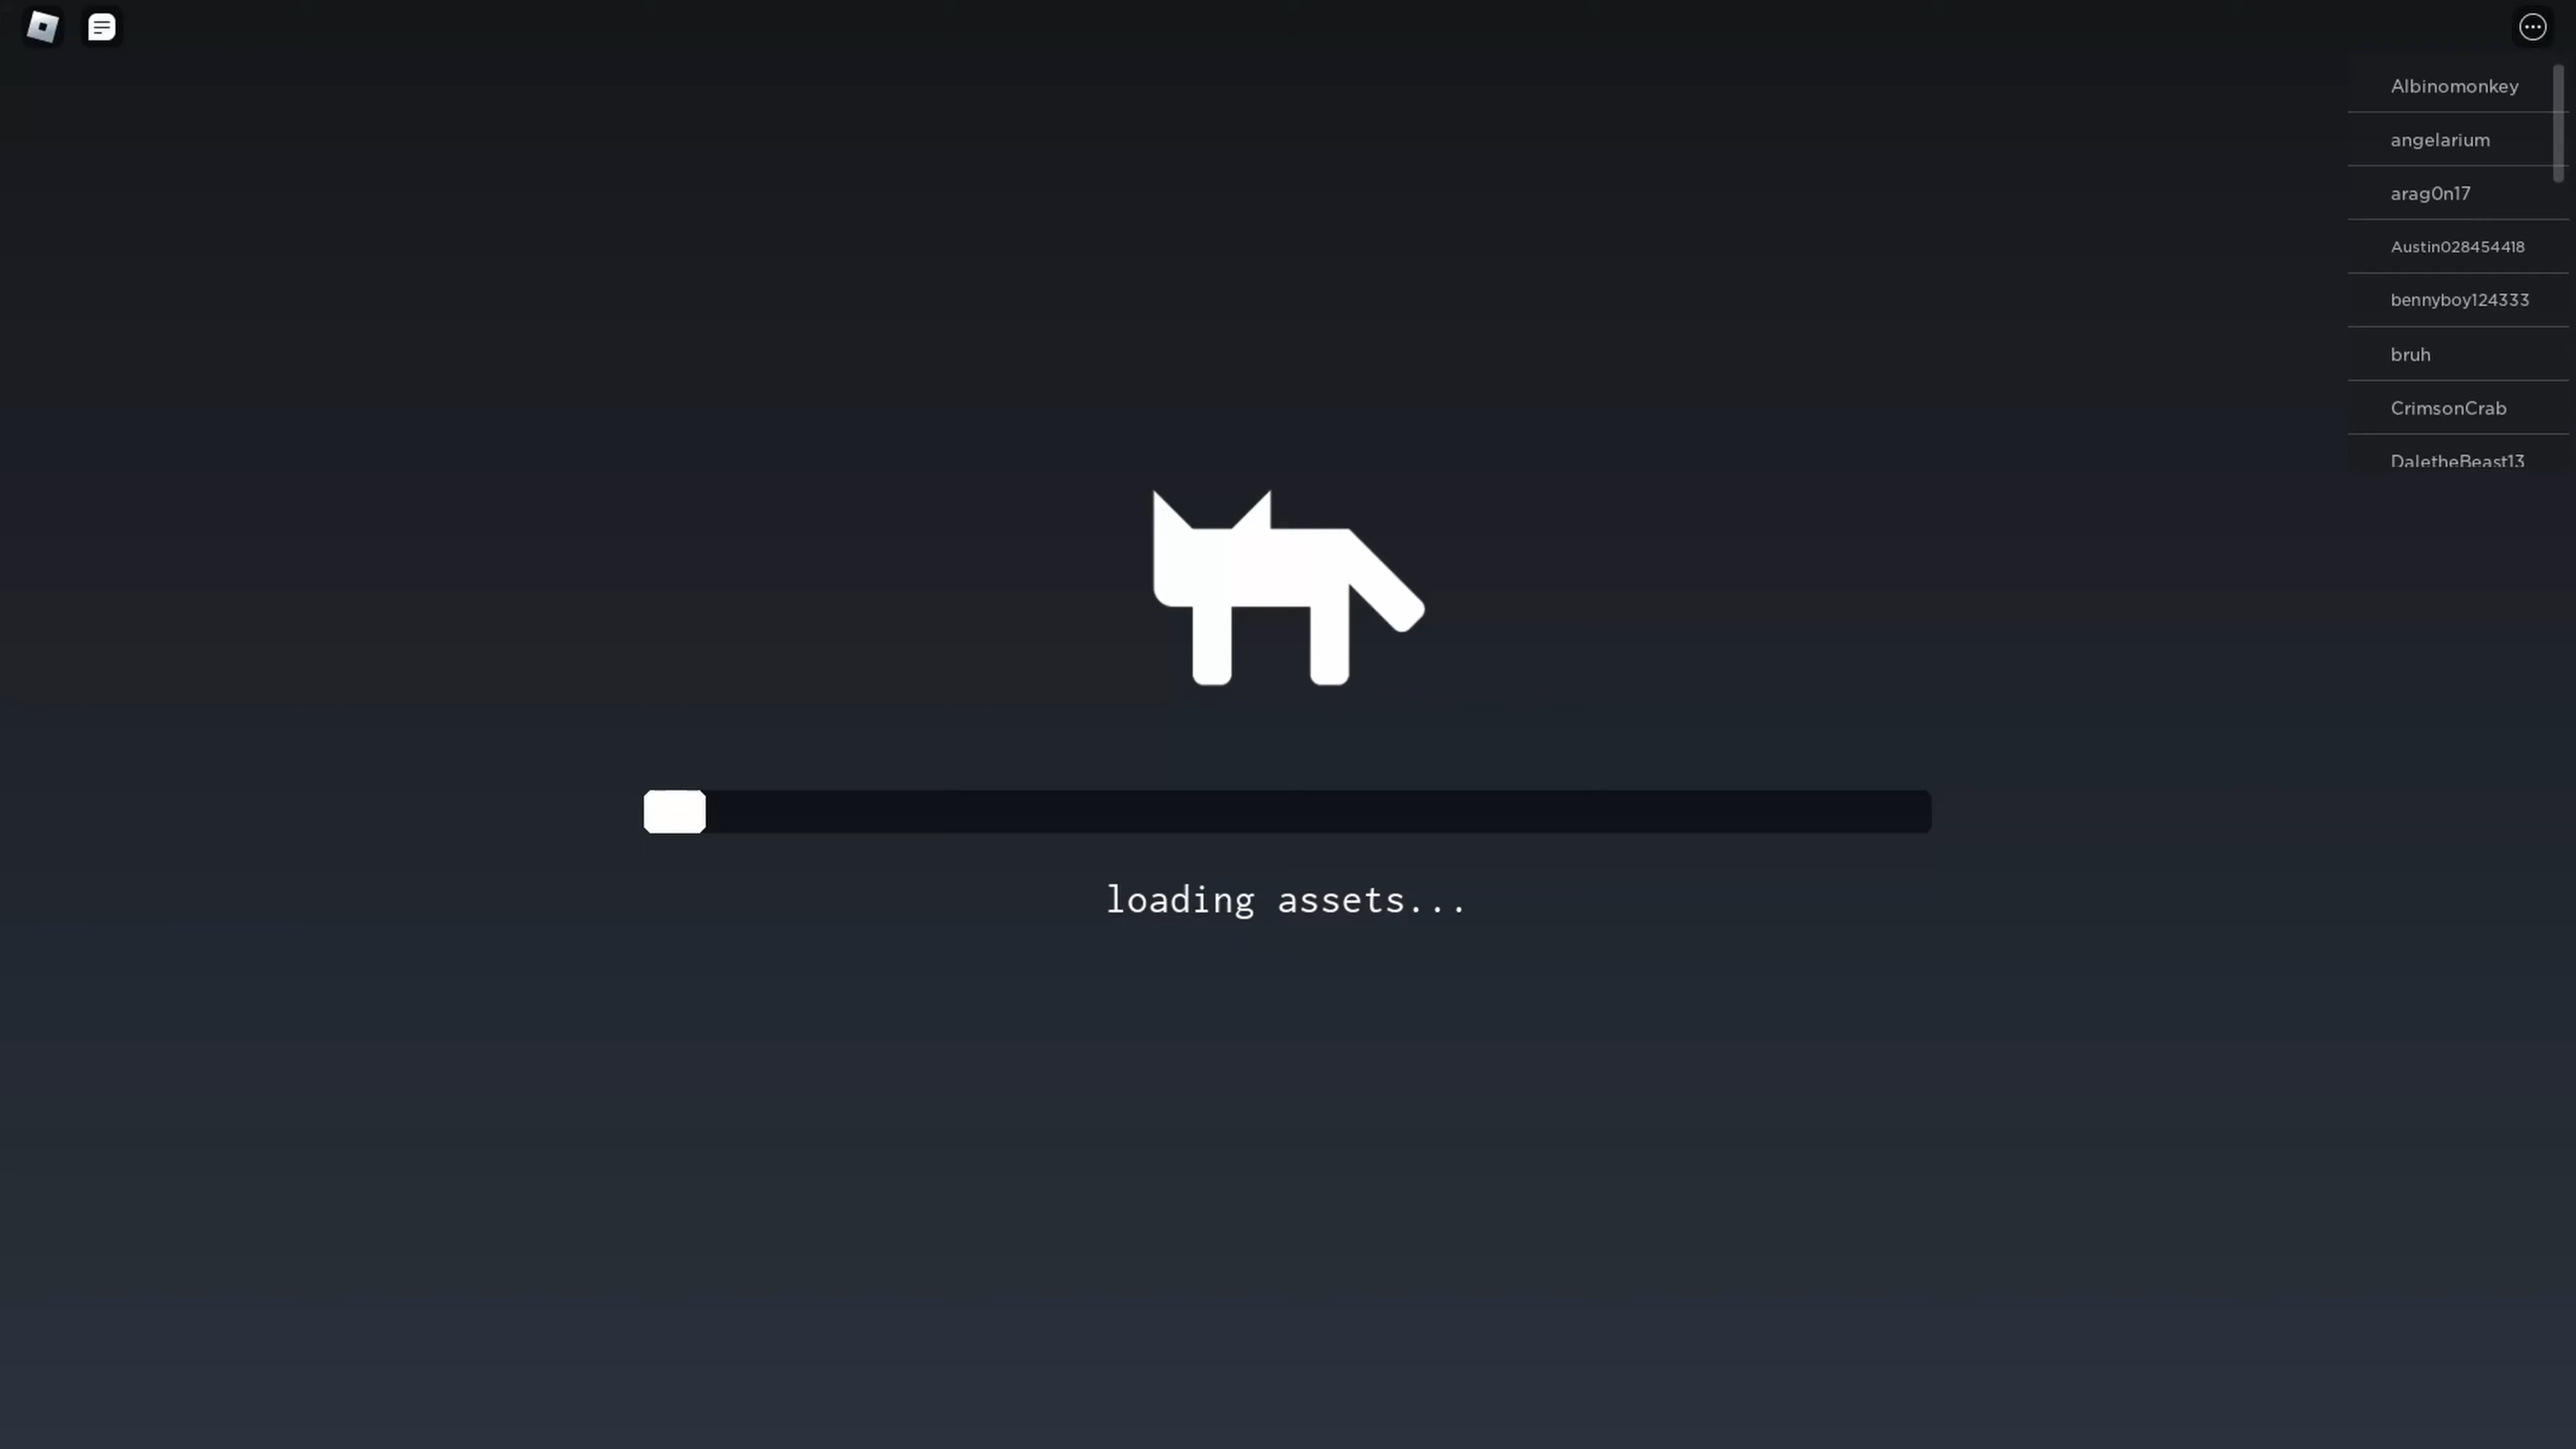 Albinomonkey
angelarium
arag0n17
Austin028454418
bennyboy124333
bruh
CrimsonCrab
DaletheBeast13
loading assets...